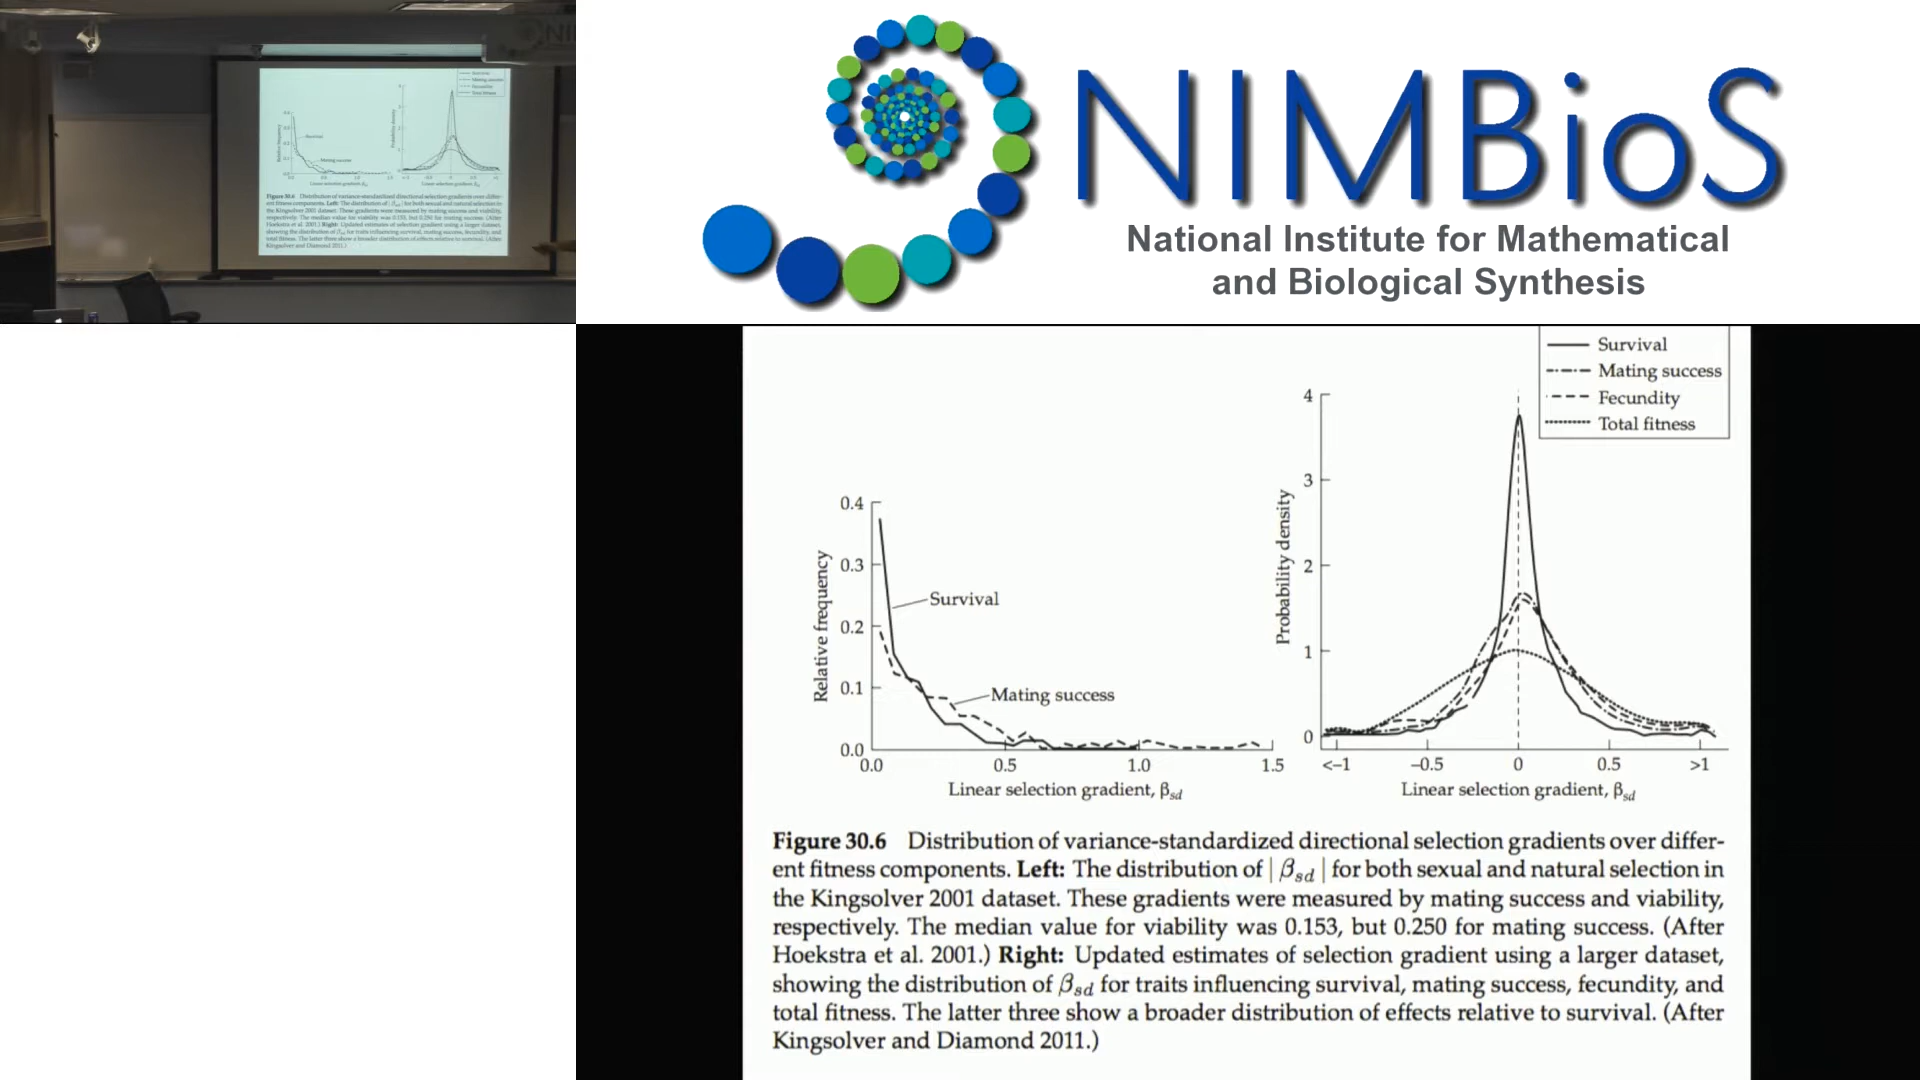 NIMBioS
National Institute for Mathematical
and Biological Synthesis
Survival
Mating success
Fecundity
Total fitness
0.4
0.3
0.2
0.1
0.0
Relative frequency
Survival
Mating success
0.0 0.5 1.0 1.5
Linear selection gradient, βsd
4
3
2
1
0
Probability density
<–1 –0.5 0 0.5 >1
Linear selection gradient, βsd
Figure 30.6 Distribution of variance-standardized directional selection gradients over differ-
ent fitness components. Left: The distribution of | βsd | for both sexual and natural selection in
the Kingsolver 2001 dataset. These gradients were measured by mating success and viability,
respectively. The median value for viability was 0.153, but 0.250 for mating success. (After
Hoekstra et al. 2001.) Right: Updated estimates of selection gradient using a larger dataset,
showing the distribution of βsd for traits influencing survival, mating success, fecundity, and
total fitness. The latter three show a broader distribution of effects relative to survival. (After
Kingsolver and Diamond 2011.)